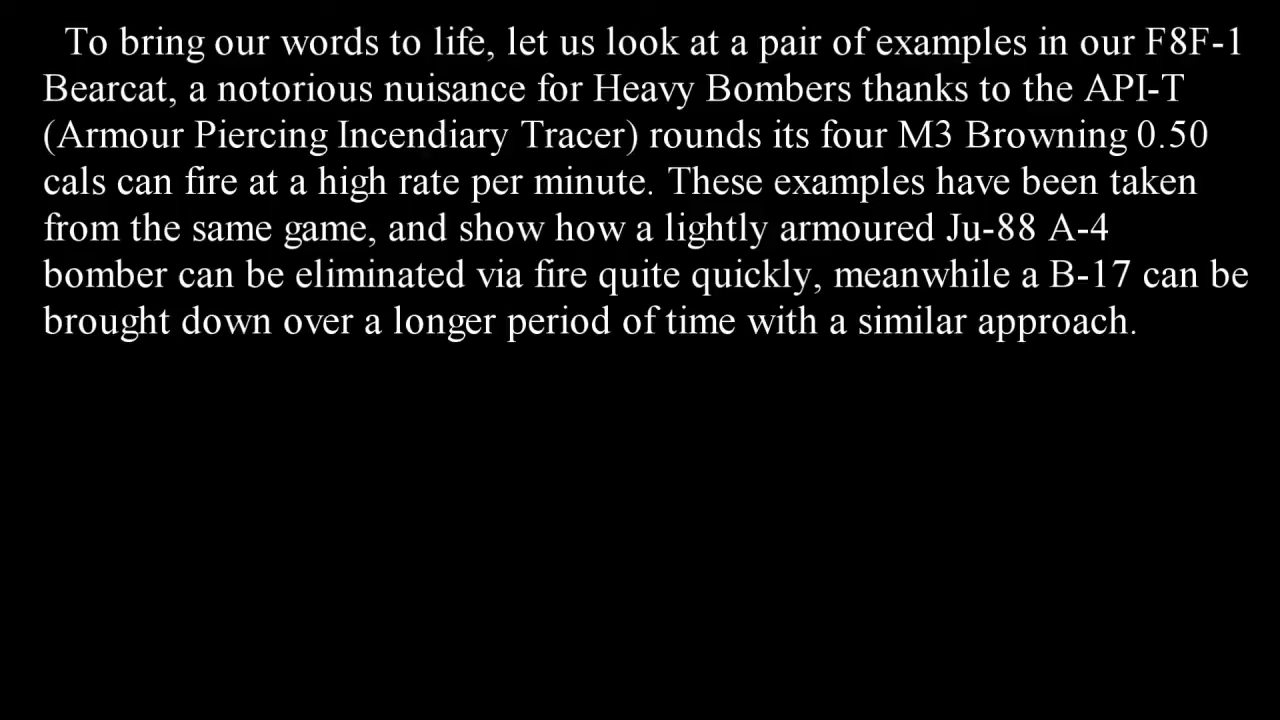 To bring our words to life, let us look at a pair of examples in our F8F-1
Bearcat, a notorious nuisance for Heavy Bombers thanks to the API-T
(Armour Piercing Incendiary Tracer) rounds its four M3 Browning 0.50
cals can fire at a high rate per minute. These examples have been taken
from the same game, and show how a lightly armoured Ju-88 A-4
bomber can be eliminated via fire quite quickly, meanwhile a B-17 can be
brought down over a longer period of time with a similar approach.